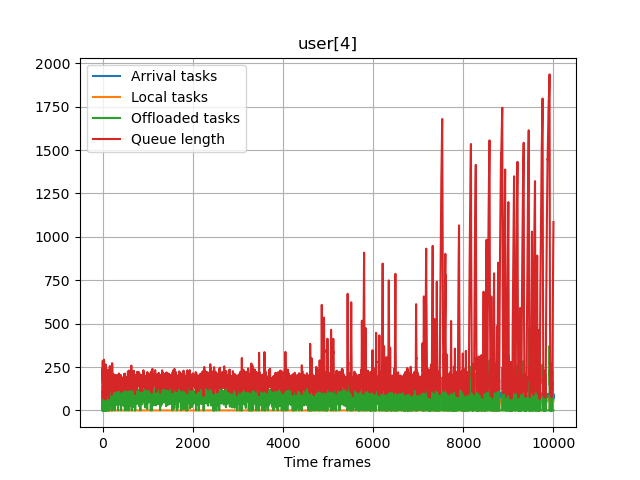 user[4]
2000
1750
1500
1250
1000
750
500
250
0
Arrival tasks
Local tasks
Offloaded tasks
Queue length
0 2000 4000 6000 8000 10000
Time frames